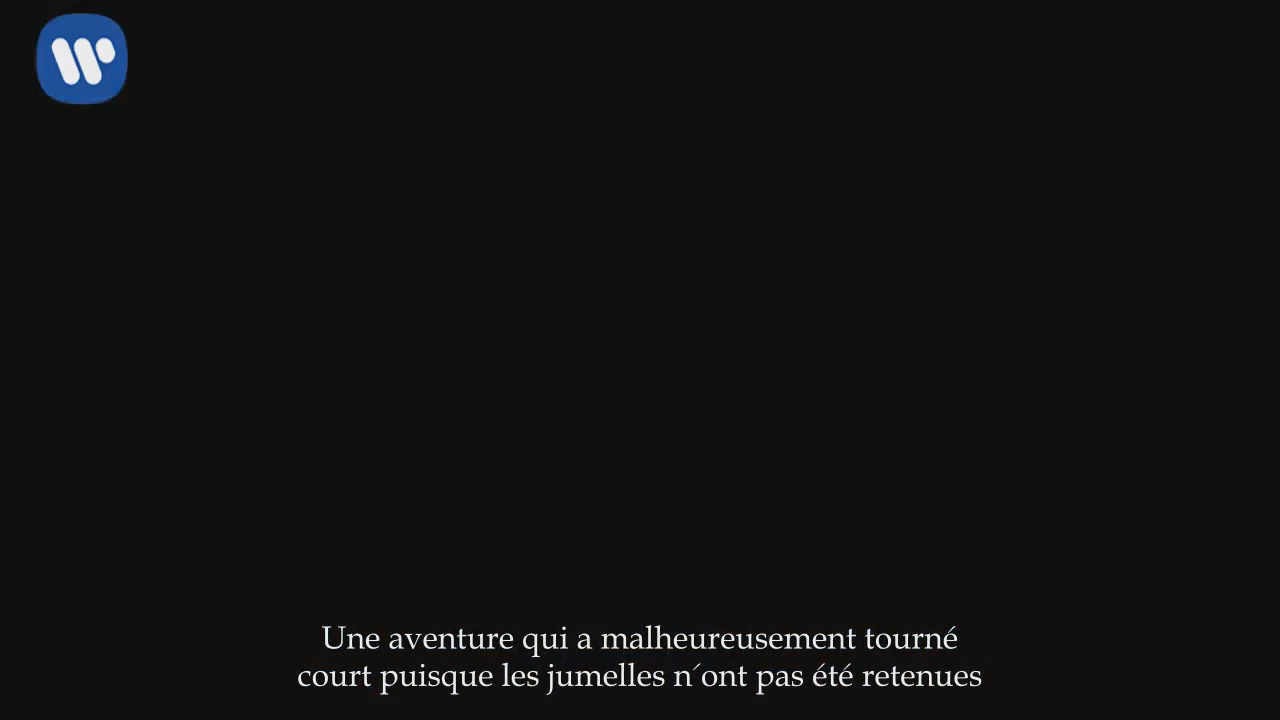 Une aventure qui a malheureusement tourné
court puisque les jumelles n´ont pas été retenues